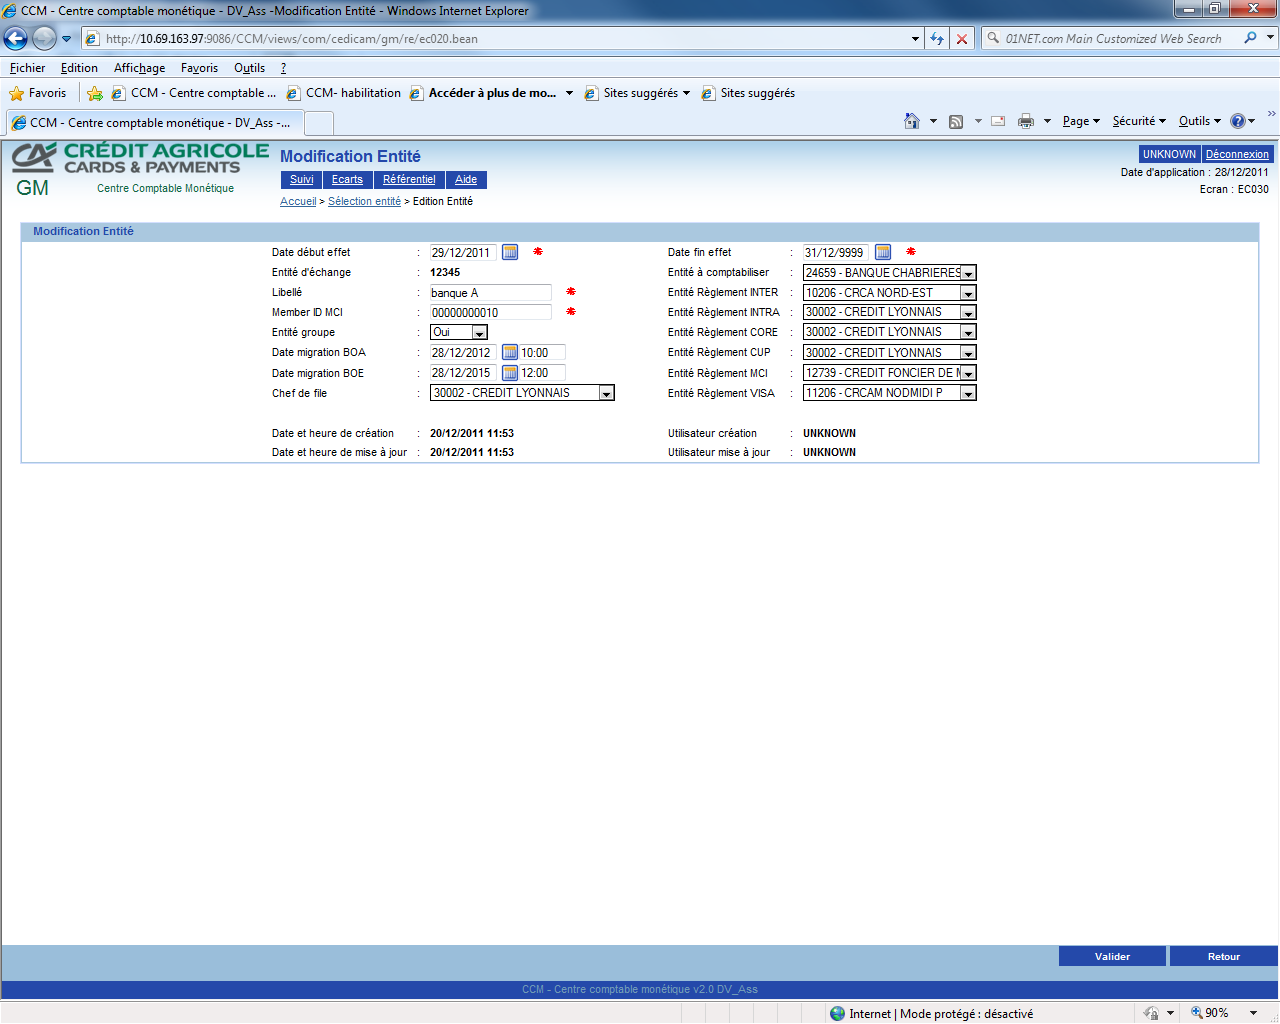 CCM - Centre comptable monétique - DV_Ass -Modification Entité - Windows Internet Explorer
http://10.69.163.97:9086/CCM/views/com/cedicam/gm/re/ec020.bean
01NET.com Main Customized Web Search
Fichier Edition Affichage Favoris Outils ?
Favoris CCM - Centre comptable ... CCM- habilitation Accéder à plus de mo... Sites suggérés Sites suggérés
CCM - Centre comptable monétique - DV_Ass -... Page Sécurité Outils
CRÉDIT AGRICOLE
CARDS & PAYMENTS
GM Centre Comptable Monétique
Modification Entité
UNKNOWN Déconnexion
Suivi Ecarts Référentiel Aide
Date d'application : 28/12/2011
Ecran : EC030
Accueil > Sélection entité > Edition Entité
Modification Entité
Date début effet : 29/12/2011 * Date fin effet : 31/12/9999 *
Entité d'échange : 12345 Entité à comptabiliser : 24659 - BANQUE CHABRIERES
Libellé : banque A * Entité Règlement INTER : 10206 - CRCA NORD-EST
Member ID MCI : 00000000010 * Entité Règlement INTRA : 30002 - CREDIT LYONNAIS
Entité groupe : Oui Entité Règlement CORE : 30002 - CREDIT LYONNAIS
Date migration BOA : 28/12/2012 10:00 Entité Règlement CUP : 30002 - CREDIT LYONNAIS
Date migration BOE : 28/12/2015 12:00 Entité Règlement MCI : 12739 - CREDIT FONCIER DE M
Chef de file : 30002 - CREDIT LYONNAIS Entité Règlement VISA : 11206 - CRCAM NODMIDI P
Date et heure de création : 20/12/2011 11:53 Utilisateur création : UNKNOWN
Date et heure de mise à jour : 20/12/2011 11:53 Utilisateur mise à jour : UNKNOWN
Valider Retour
CCM - Centre comptable monétique v2.0 DV_Ass
Internet | Mode protégé : désactivé 90%